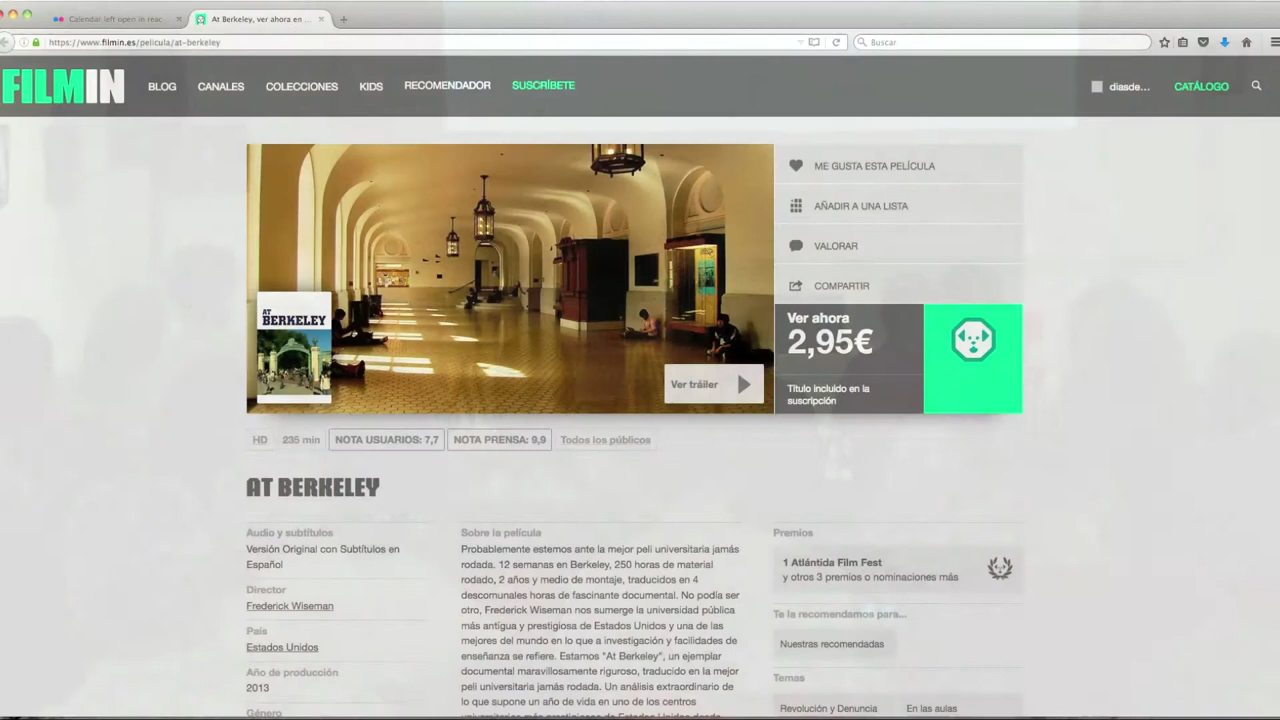 Calendar left open in reac...
At Berkeley, ver ahora en ...
https://www.filmin.es/pelicula/at-berkeley
Buscar
FILMIN
BLOG
CANALES
COLECCIONES
KIDS
RECOMENDADOR
SUSCRÍBETE
diasde...
CATÁLOGO
ME GUSTA ESTA PELÍCULA
AÑADIR A UNA LISTA
VALORAR
COMPARTIR
AT
BERKELEY
Ver tráiler
Ver ahora
2,95€
Título incluido en la
suscripción
HD
235 min
NOTA USUARIOS: 7,7
NOTA PRENSA: 9,9
Todos los públicos
AT BERKELEY
Audio y subtítulos
Versión Original con Subtítulos en
Español
Director
Frederick Wiseman
País
Estados Unidos
Año de producción
2013
Género
Sobre la película
Probablemente estemos ante la mejor peli universitaria jamás
rodada. 12 semanas en Berkeley, 250 horas de material
rodado, 2 años y medio de montaje, traducidos en 4
descomunales horas de fascinante documental. No podía ser
otro, Frederick Wiseman nos sumerge la universidad pública
más antigua y prestigiosa de Estados Unidos y una de las
mejores del mundo en lo que a investigación y facilidades de
enseñanza se refiere. Estamos "At Berkeley", un ejemplar
documental maravillosamente riguroso, traducido en la mejor
peli universitaria jamás rodada. Un análisis extraordinario de
lo que supone un año de vida en uno de los centros
universitarios más prestigiosos de Estados Unidos desde
Premios
1 Atlántida Film Fest
y otros 3 premios o nominaciones más
Te la recomendamos para...
Nuestras recomendadas
Temas
Revolución y Denuncia
En las aulas